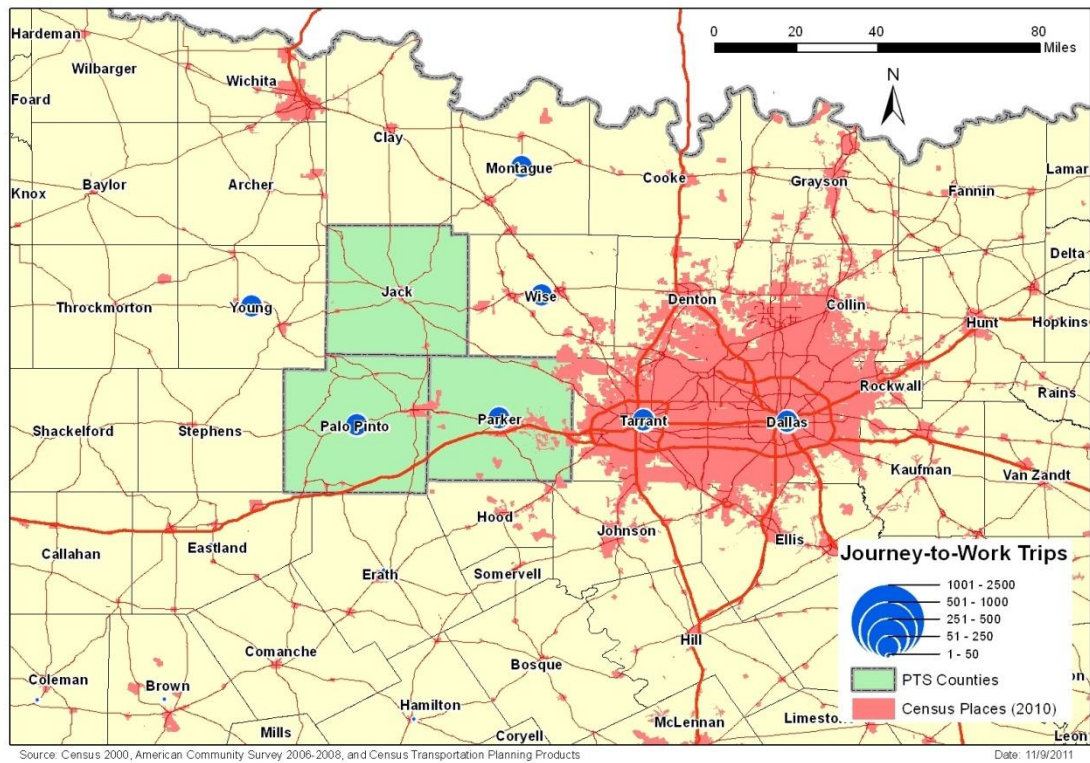 Hardeman
0 20 40 80
Miles
Wilbarger
Wichita
N
Foard
Clay
Montague
Cooke
Grayson
Fannin
Lamar
Knox
Baylor
Archer
Delta
Jack
Wise
Denton
Collin
Throckmorton
Young
Hunt
Hopkins
Rockwall
Rains
Shackelford
Stephens
Palo Pinto
Parker
Tarrant
Dallas
Kaufman
Van Zandt
Hood
Johnson
Ellis
Callahan
Eastland
Erath
Somervell
Hill
Comanche
Bosque
Coleman
Brown
Hamilton
Mills
Coryell
McLennan
Limest
Leon
Journey-to-Work Trips
1001 - 2500
501 - 1000
251 - 500
51 - 250
1 - 50
PTS Counties
Census Places (2010)
Source: Census 2000, American Community Survey 2006-2008, and Census Transportation Planning Products
Date: 11/9/2011